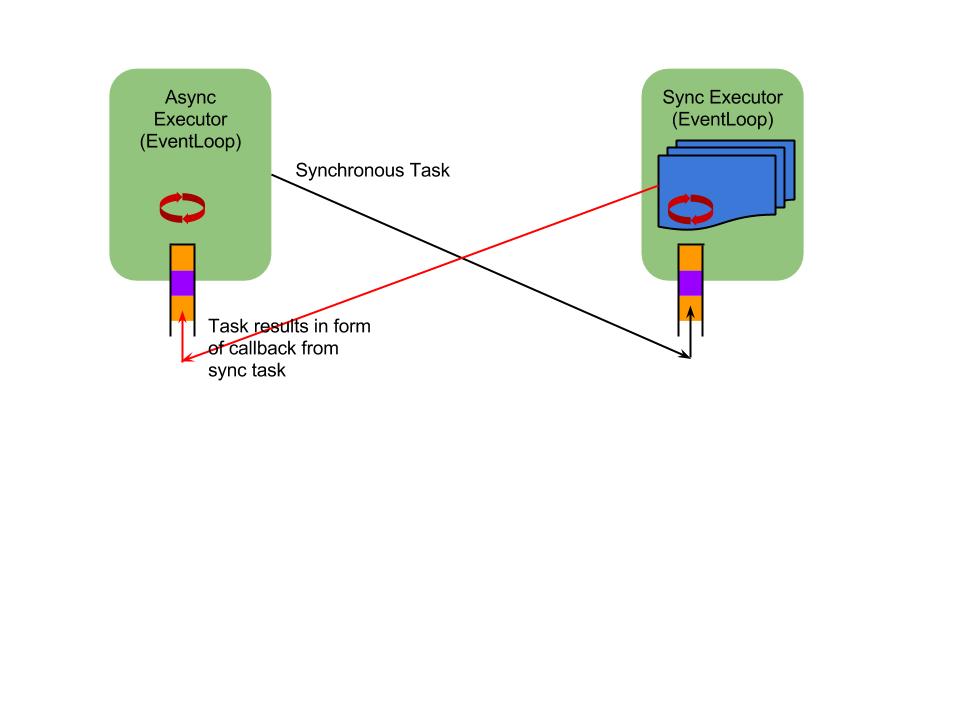 Async
Executor
(EventLoop)
Sync Executor
(EventLoop)
Synchronous Task
Task results in form
of callback from
sync task